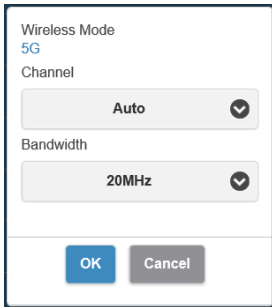 Wireless Mode
5G
Channel
Auto
Bandwidth
20MHz
OK Cancel